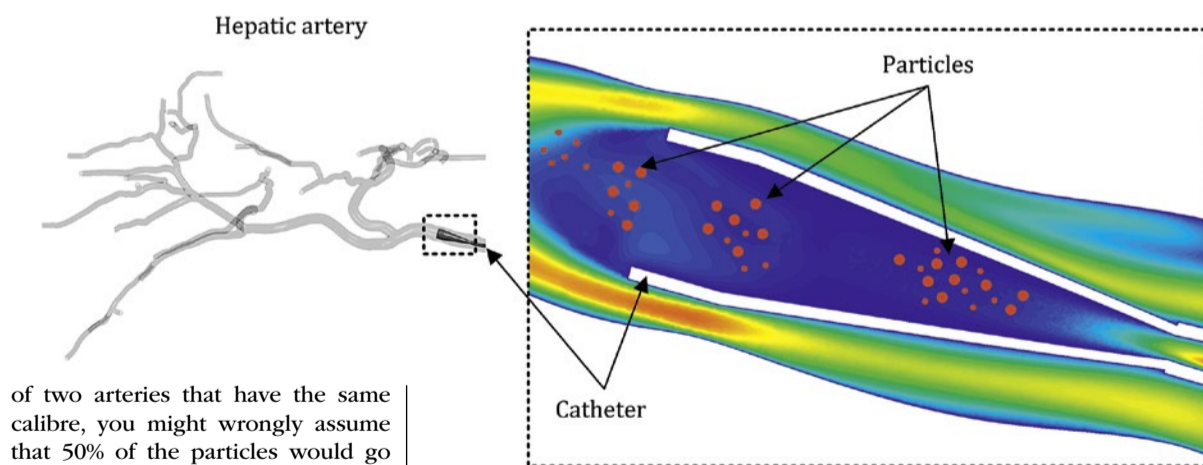 Hepatic artery
Particles
Catheter
of two arteries that have the same
calibre, you might wrongly assume
that 50% of the particles would go